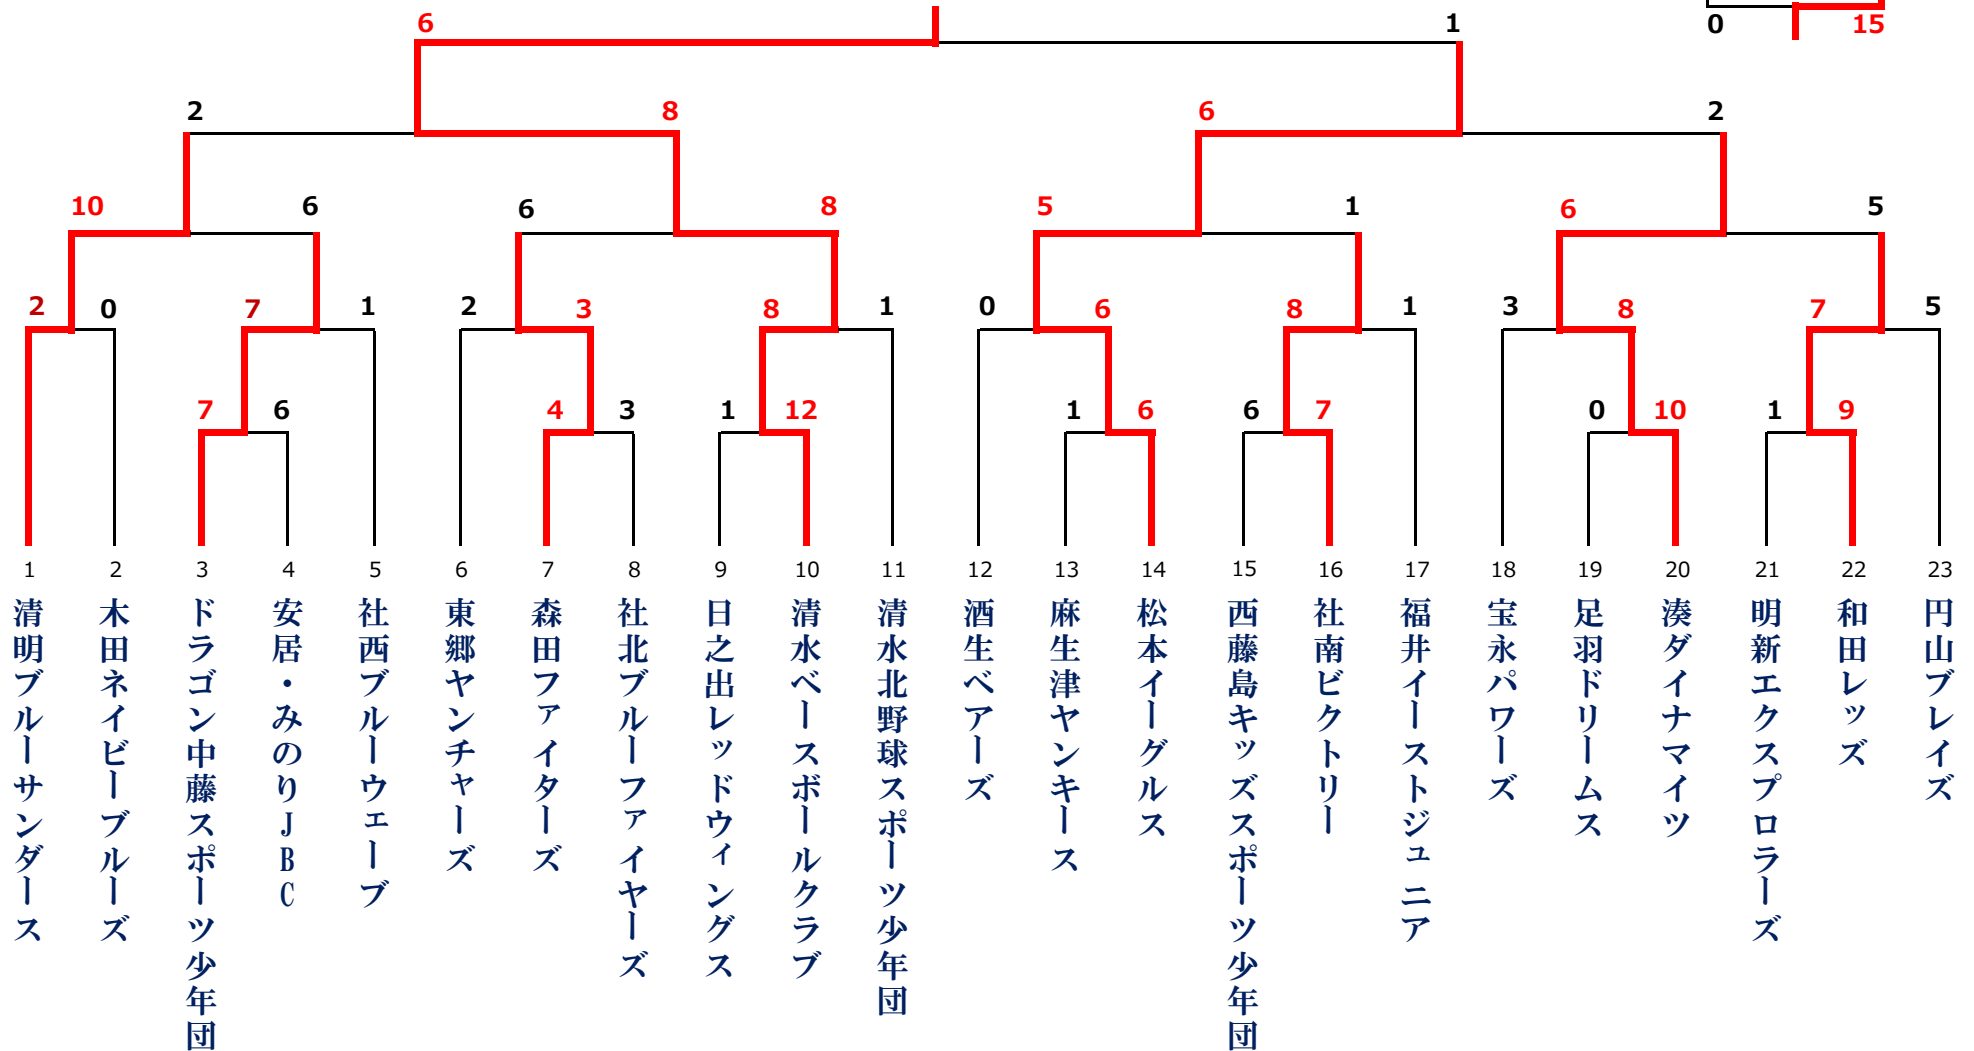 6 1 0 15
2 8 6 2
10 6 6 8 5 1 6 5
2 0 7 1 2 3 8 1 0 6 8 1 3 8 7 5
7 6 4 3 1 12 1 6 6 7 0 10 1 9
1 2 3 4 5 6 7 8 9 10 11 12 13 14 15 16 17 18 19 20 21 22 23
清明ブルーサンダース
木田ネイビーブルーズ
ドラゴン中藤スポーツ少年団
安居・みのりJBC
社西ブルーウェーブ
東郷ヤンチャーズ
森田ファイターズ
社北ブルーファイヤーズ
日之出レッドウィングス
清水ベースボールクラブ
清水北野球スポーツ少年団
酒生ベアーズ
麻生津ヤンキース
松本イーグルス
西藤島キッズスポーツ少年団
社南ビクトリー
福井イーストジュニア
宝永パワーズ
足羽ドリームス
湊ダイナマイツ
明新エクスプロラーズ
和田レッズ
円山ブレイズ